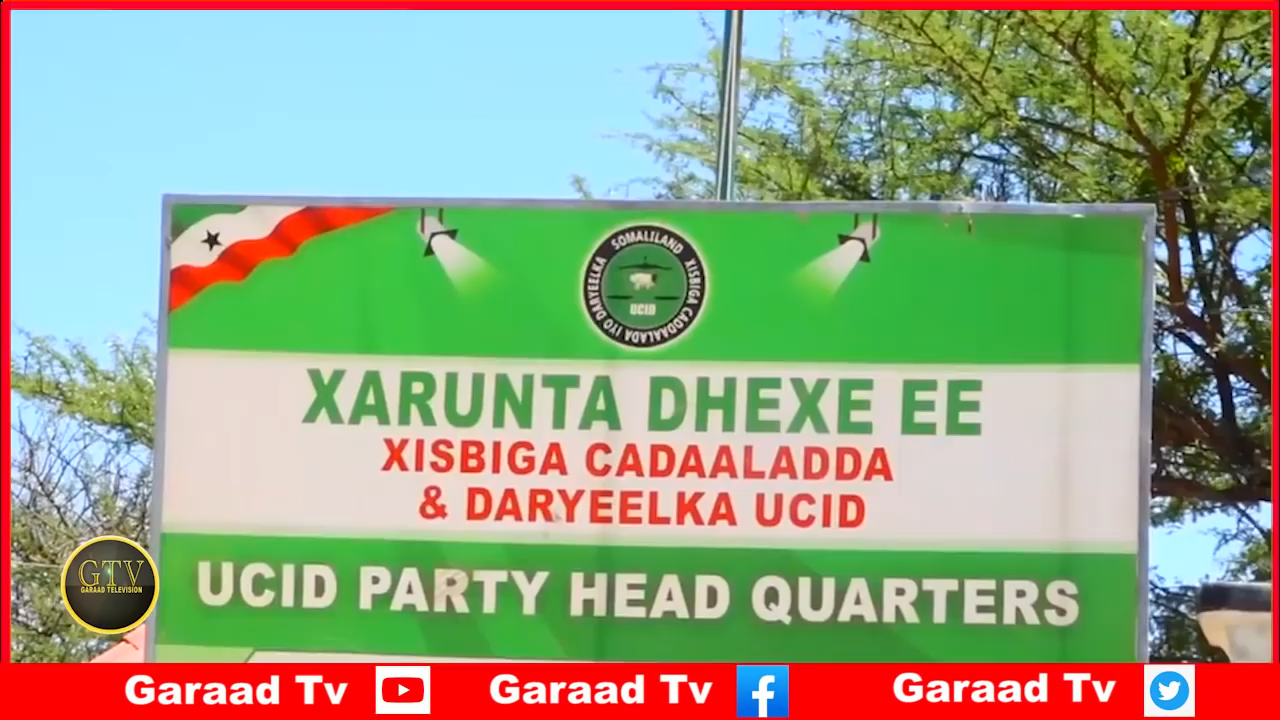 SOMALILAND
XISBIGA CADDAALADA IYO DARYEELKA
UCID
XARUNTA DHEXE EE
XISBIGA CADAALADDA
& DARYEELKA UCID
UCID PARTY HEAD QUARTERS
GTV
GARAAD TELEVISION
Garaad Tv Garaad Tv Garaad Tv